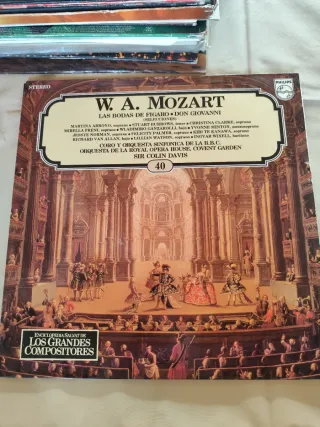 STEREO
PHILIPS
W. A. MOZART
LAS BODAS DE FIGARO • DON GIOVANNI
(SELECCIONES)
MARTINA ARROYO, soprano • STUART BURROWS, tenor • CHRISTINA CLARKE, soprano
MIRELLA FRENI, soprano • WLADIMIRO GANZAROLLI, bajo • YVONNE MINTON, mezzosoprano
JESSYE NORMAN, soprano • FELICITY PALMER, soprano • KIRI TE KANAWA, soprano
RICHARD VAN ALLAN, bajo • LILLIAN WATSON, soprano • INGVAR WIXELL, barítono
CORO Y ORQUESTA SINFONICA DE LA B.B.C.
ORQUESTA DE LA ROYAL OPERA HOUSE, COVENT GARDEN
SIR COLIN DAVIS
40
ENCICLOPEDIA SALVAT DE
LOS GRANDES
COMPOSITORES